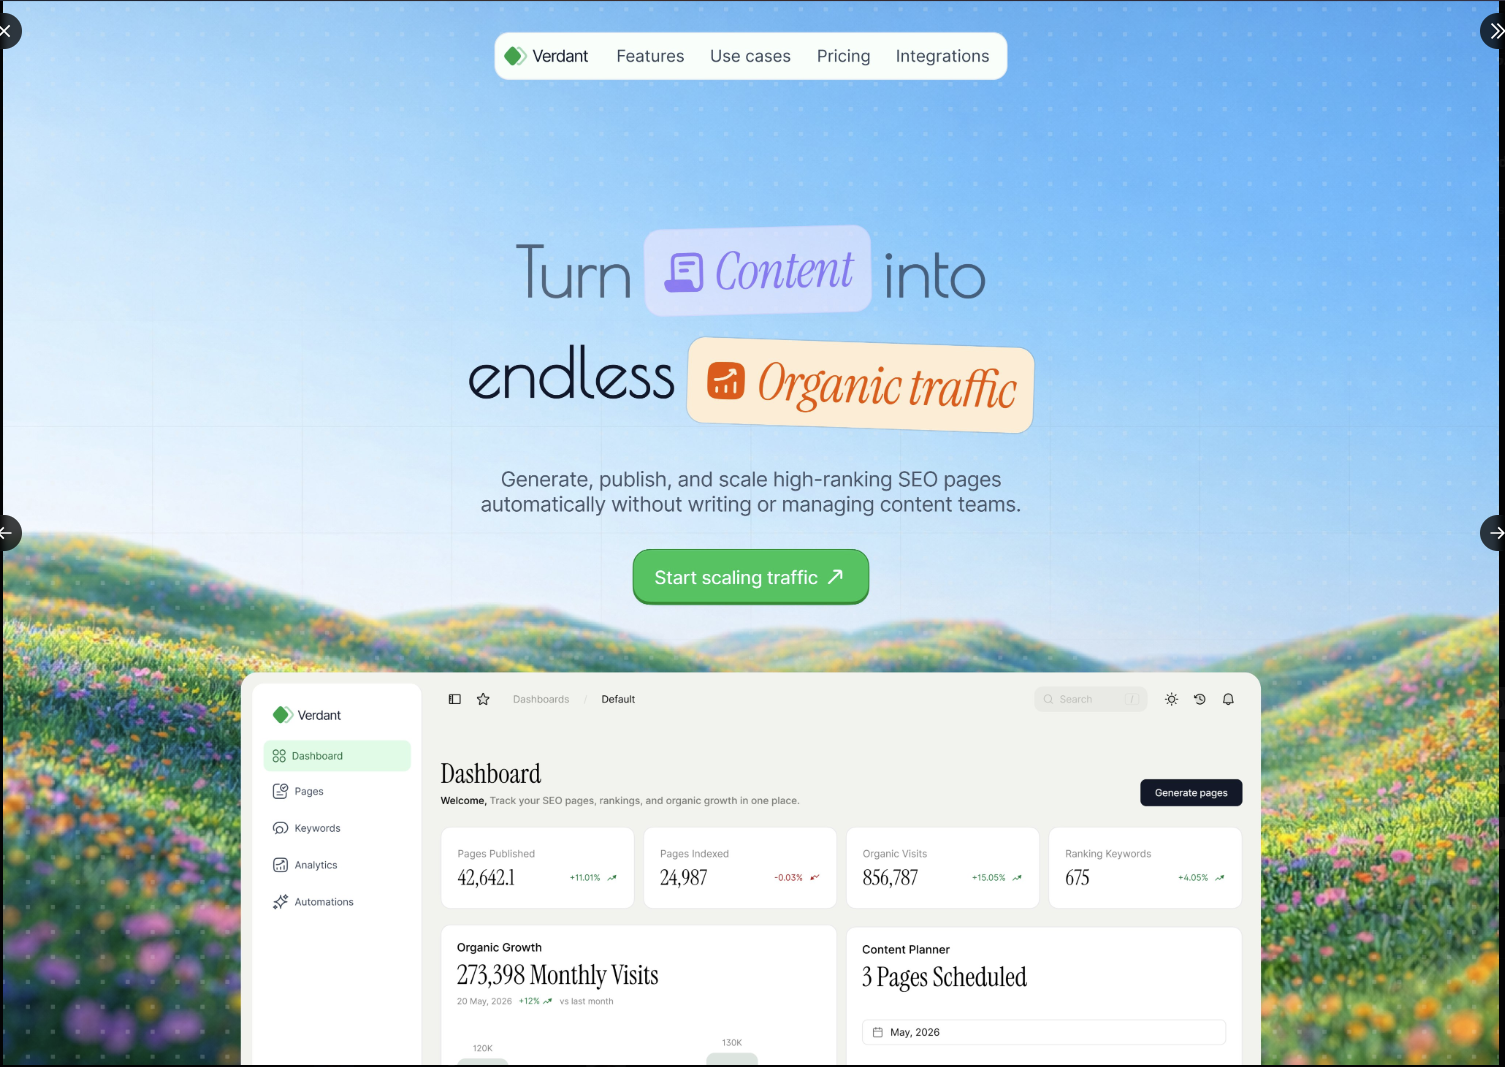 Verdant Features Use cases Pricing Integrations
Turn Content into
endless Organic traffic
Generate, publish, and scale high-ranking SEO pages
automatically without writing or managing content teams.
Start scaling traffic
Verdant
Dashboard
Pages
Keywords
Analytics
Automations
Dashboards / Default
Search /
Dashboard
Welcome, Track your SEO pages, rankings, and organic growth in one place.
Generate pages
Pages Published
42,642.1 +11.01%
Pages Indexed
24,987 -0.03%
Organic Visits
856,787 +15.05%
Ranking Keywords
675 +4.05%
Organic Growth
273,398 Monthly Visits
20 May, 2026 +12% vs last month
120K
130K
Content Planner
3 Pages Scheduled
May, 2026